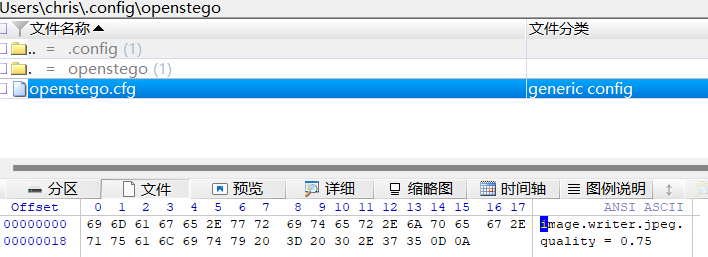 Users\chris\.config\openstego
文件名称 文件分类
.. = .config (1)
. = openstego (1)
openstego.cfg generic config
分区 文件 预览 详细 缩略图 时间轴 图例说明
Offset 0 1 2 3 4 5 6 7 8 9 10 11 12 13 14 15 16 17 ANSI ASCII
00000000 69 6D 61 67 65 2E 77 72 69 74 65 72 2E 6A 70 65 67 2E image.writer.jpeg.
00000018 71 75 61 6C 69 74 79 20 3D 20 30 2E 37 35 0D 0A quality = 0.75